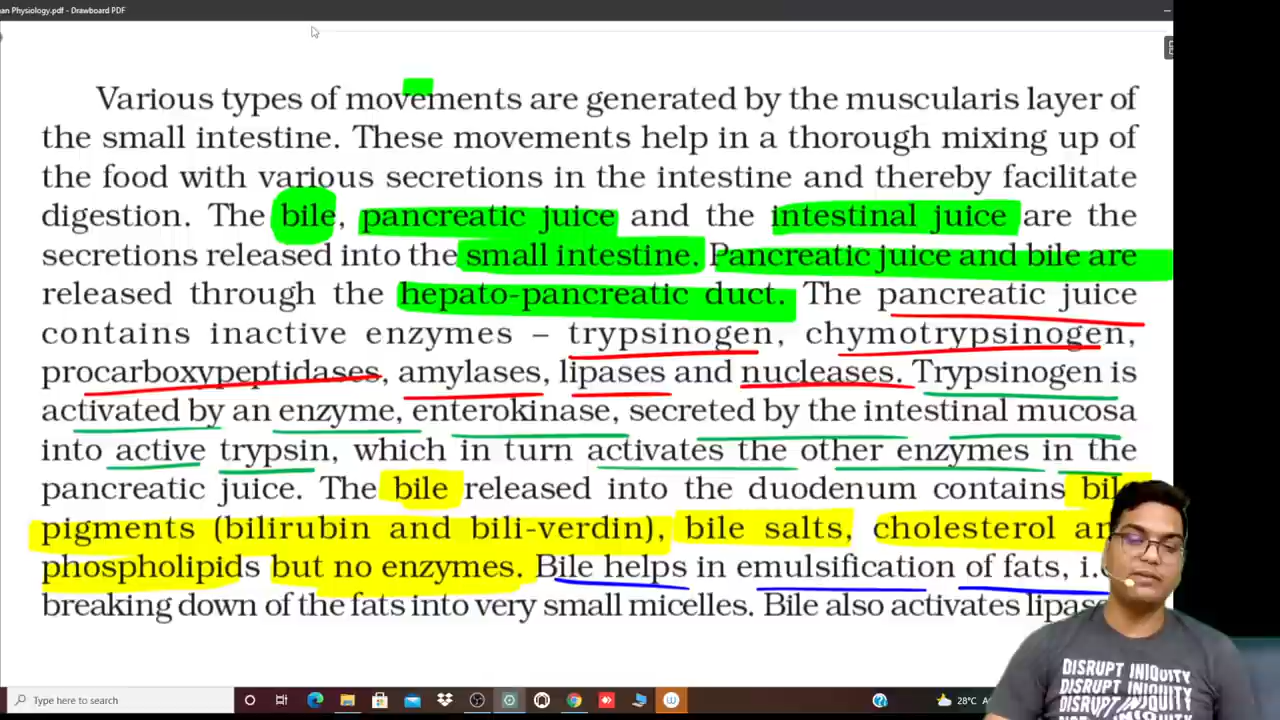 an Physiology.pdf - Drawboard PDF
Various types of movements are generated by the muscularis layer of
the small intestine. These movements help in a thorough mixing up of
the food with various secretions in the intestine and thereby facilitate
digestion. The bile, pancreatic juice and the intestinal juice are the
secretions released into the small intestine. Pancreatic juice and bile are
released through the hepato-pancreatic duct. The pancreatic juice
contains inactive enzymes – trypsinogen, chymotrypsinogen,
procarboxypeptidases, amylases, lipases and nucleases. Trypsinogen is
activated by an enzyme, enterokinase, secreted by the intestinal mucosa
into active trypsin, which in turn activates the other enzymes in the
pancreatic juice. The bile released into the duodenum contains
pigments (bilirubin and bili-verdin), bile salts, cholesterol
phospholipids but no enzymes. Bile helps in emulsification of fats,
breaking down of the fats into very small micelles. Bile also activates
DISRUPT INIQUITY
DISRUPT INIQUITY
DISRUPT INIQUITY
Type here to search
28°C